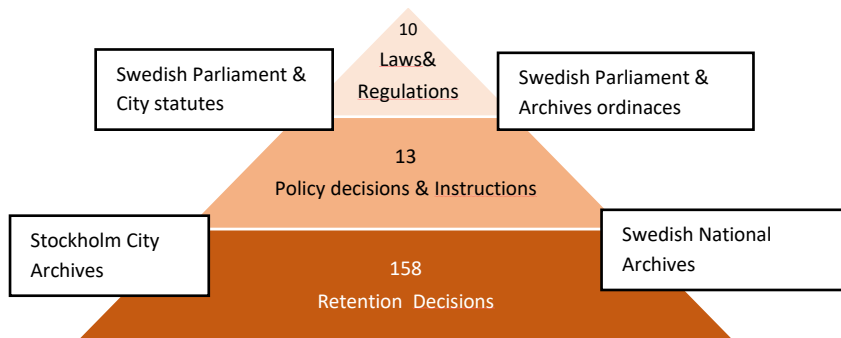 10
Laws&
Regulations
Swedish Parliament &
City statutes
Swedish Parliament &
Archives ordinaces
13
Policy decisions & Instructions
Stockholm City
Archives
Swedish National
Archives
158
Retention Decisions